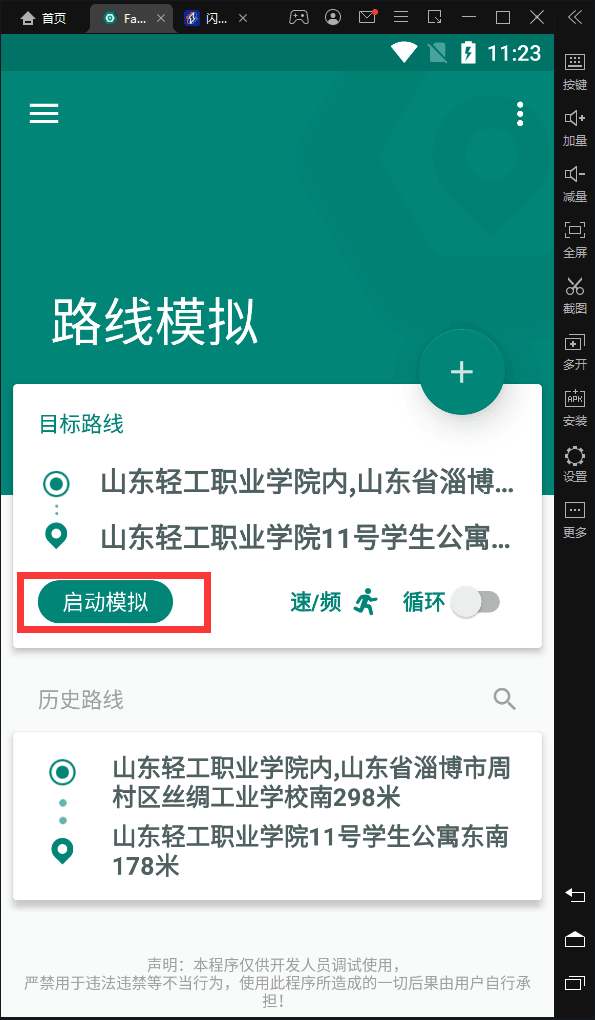 首页
Fa...
闪...
11:23
按键
加量
减量
全屏
截图
多开
APK
安装
设置
更多
路线模拟
+
目标路线
山东轻工职业学院内,山东省淄博...
山东轻工职业学院11号学生公寓...
启动模拟 速/频 循环
历史路线
山东轻工职业学院内,山东省淄博市周
村区丝绸工业学校南298米
山东轻工职业学院11号学生公寓东南
178米
声明：本程序仅供开发人员调试使用，
严禁用于违法违禁等不当行为，使用此程序所造成的一切后果由用户自行承
担！